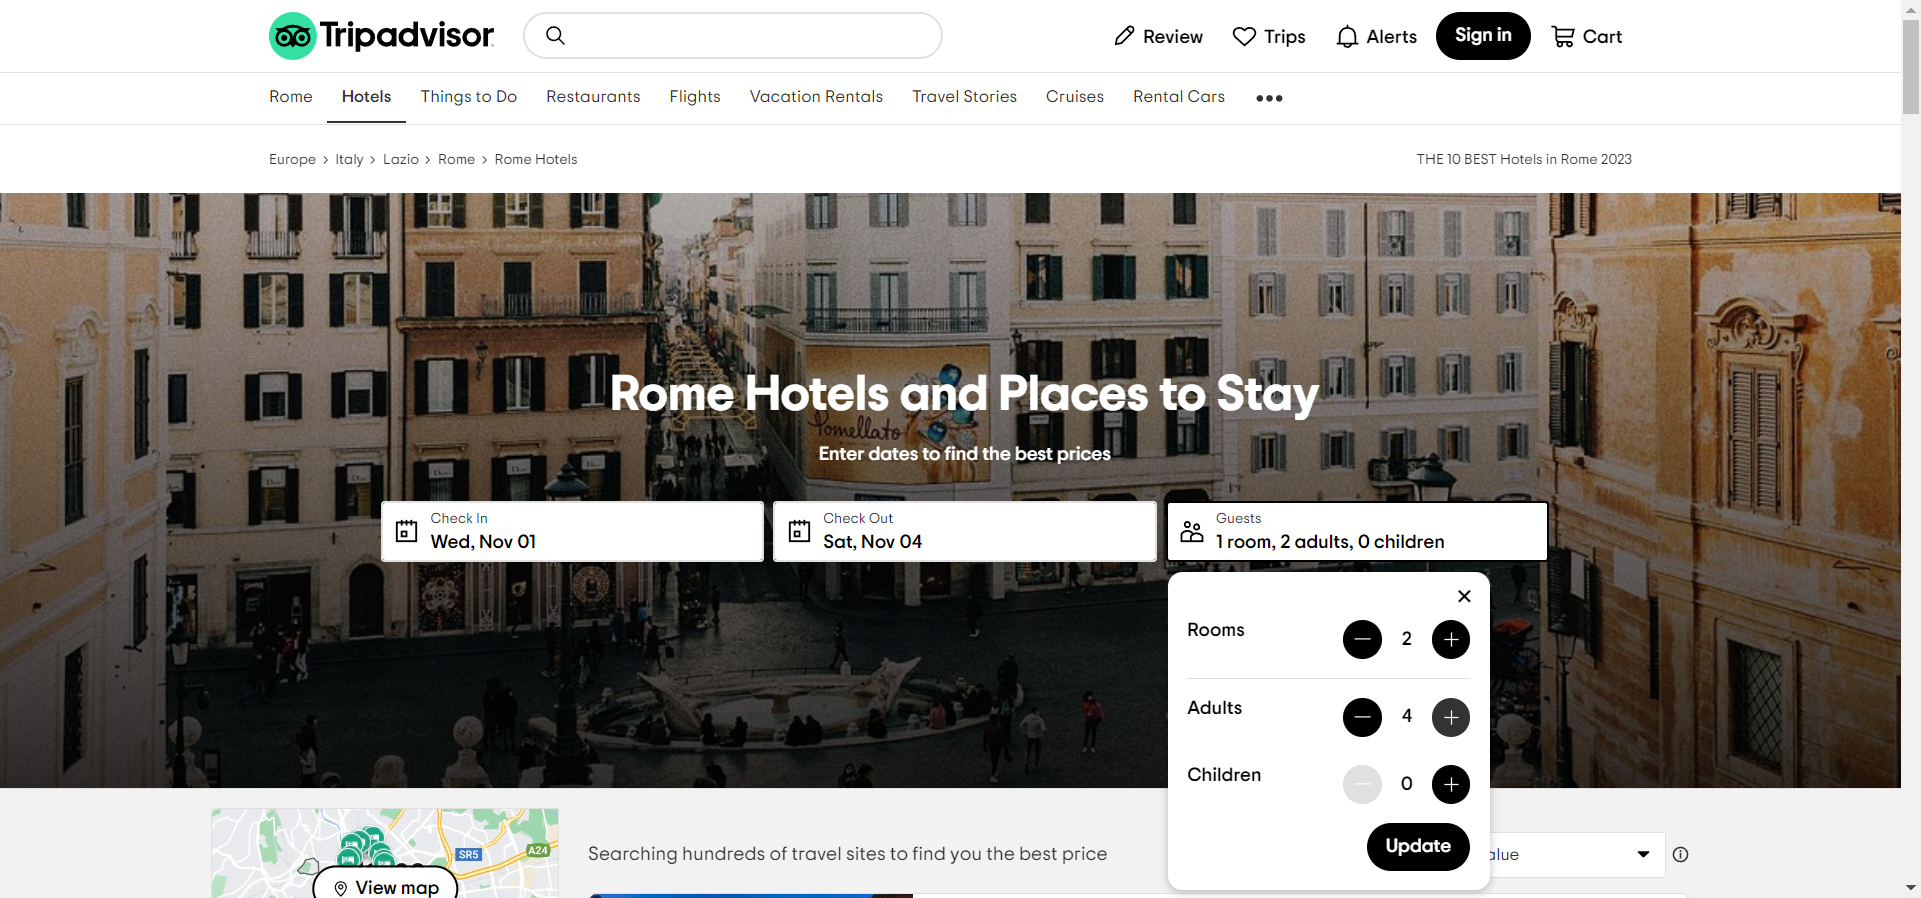 Tripadvisor
Review
Trips
Alerts
Sign in
Cart
Rome
Hotels
Things to Do
Restaurants
Flights
Vacation Rentals
Travel Stories
Cruises
Rental Cars
Europe › Italy › Lazio › Rome › Rome Hotels
THE 10 BEST Hotels in Rome 2023
Rome Hotels and Places to Stay
Pomellato
Enter dates to find the best prices
Dior
Dior
Dior
Check In
Wed, Nov 01
Check Out
Sat, Nov 04
Guests
1 room, 2 adults, 0 children
Rooms
2
Adults
4
Children
0
Update
SR5
A24
View map
Searching hundreds of travel sites to find you the best price
alue